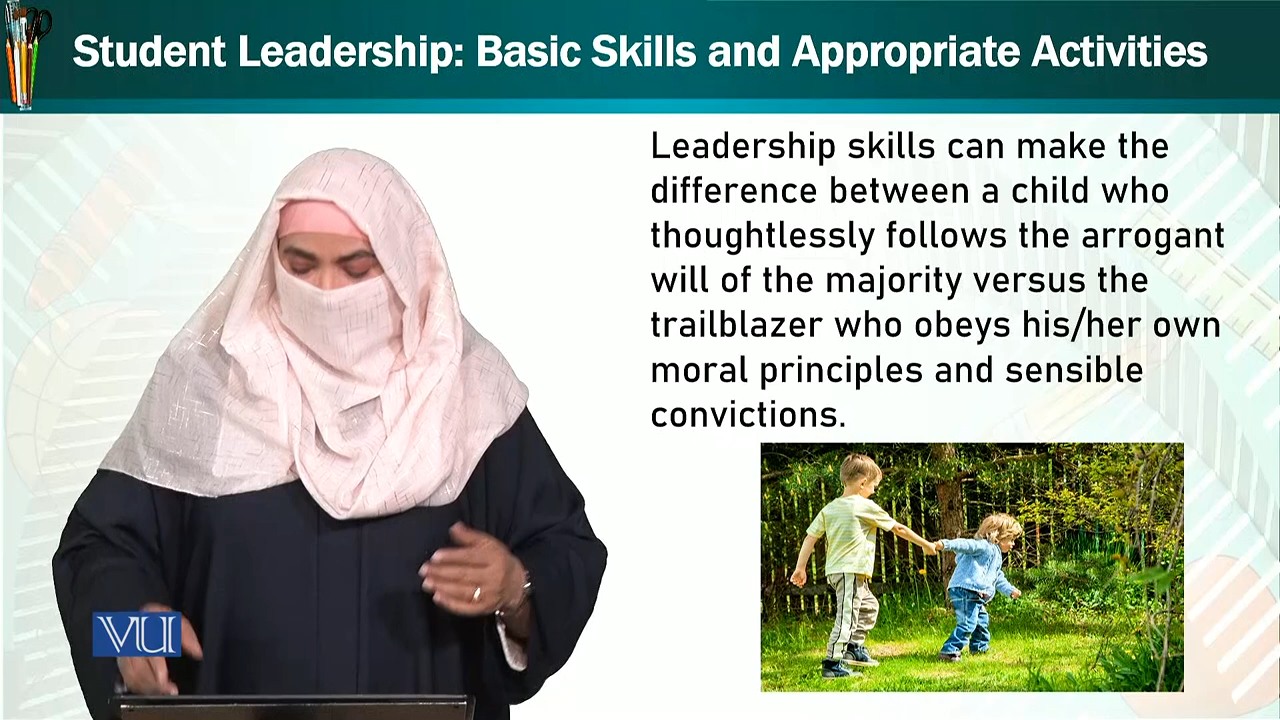 Student Leadership: Basic Skills and Appropriate Activities
Leadership skills can make the
difference between a child who
thoughtlessly follows the arrogant
will of the majority versus the
trailblazer who obeys his/her own
moral principles and sensible
convictions.
VU